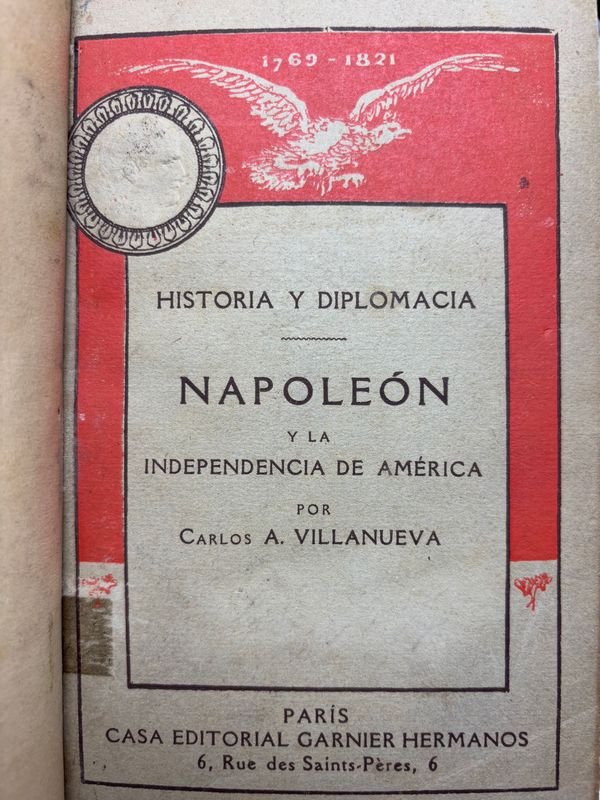 1769 - 1821
HISTORIA Y DIPLOMACIA
NAPOLEÓN
Y LA
INDEPENDENCIA DE AMÉRICA
POR
CARLOS A. VILLANUEVA
PARÍS
CASA EDITORIAL GARNIER HERMANOS
6, Rue des Saints-Pères, 6